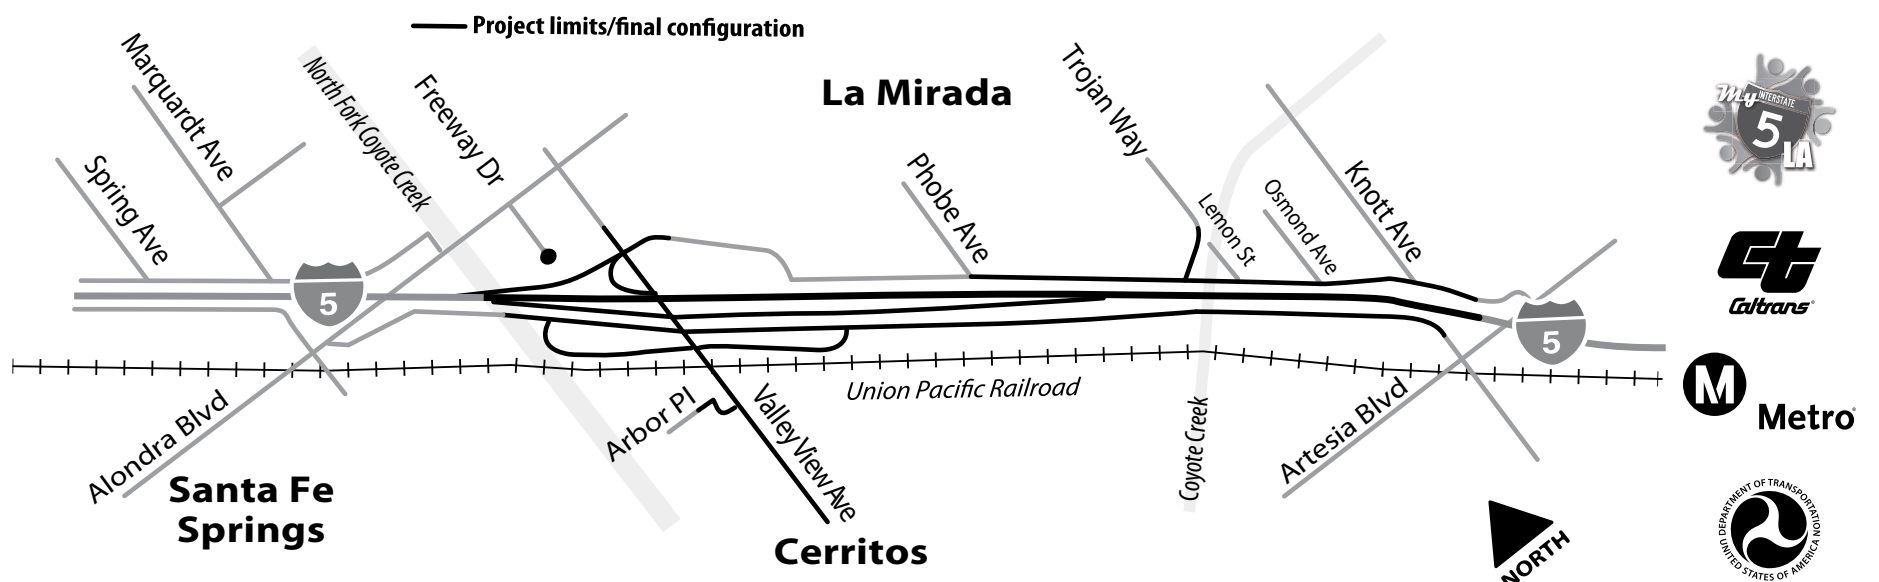 Project limits/final configuration
Marquardt Ave
Spring Ave
North Fork Coyote Creek
Freeway Dr
La Mirada
Trojan Way
Phobe Ave
Lemon St
Osmond Ave
Knott Ave
My
INTERSTATE
5
LA
5
5
Caltrans
Union Pacific Railroad
M
Metro
Alondra Blvd
Arbor Pl
Valley View Ave
Coyote Creek
Artesia Blvd
Santa Fe
Springs
Cerritos
NORTH
DEPARTMENT OF TRANSPORTATION
UNITED STATES OF AMERICA